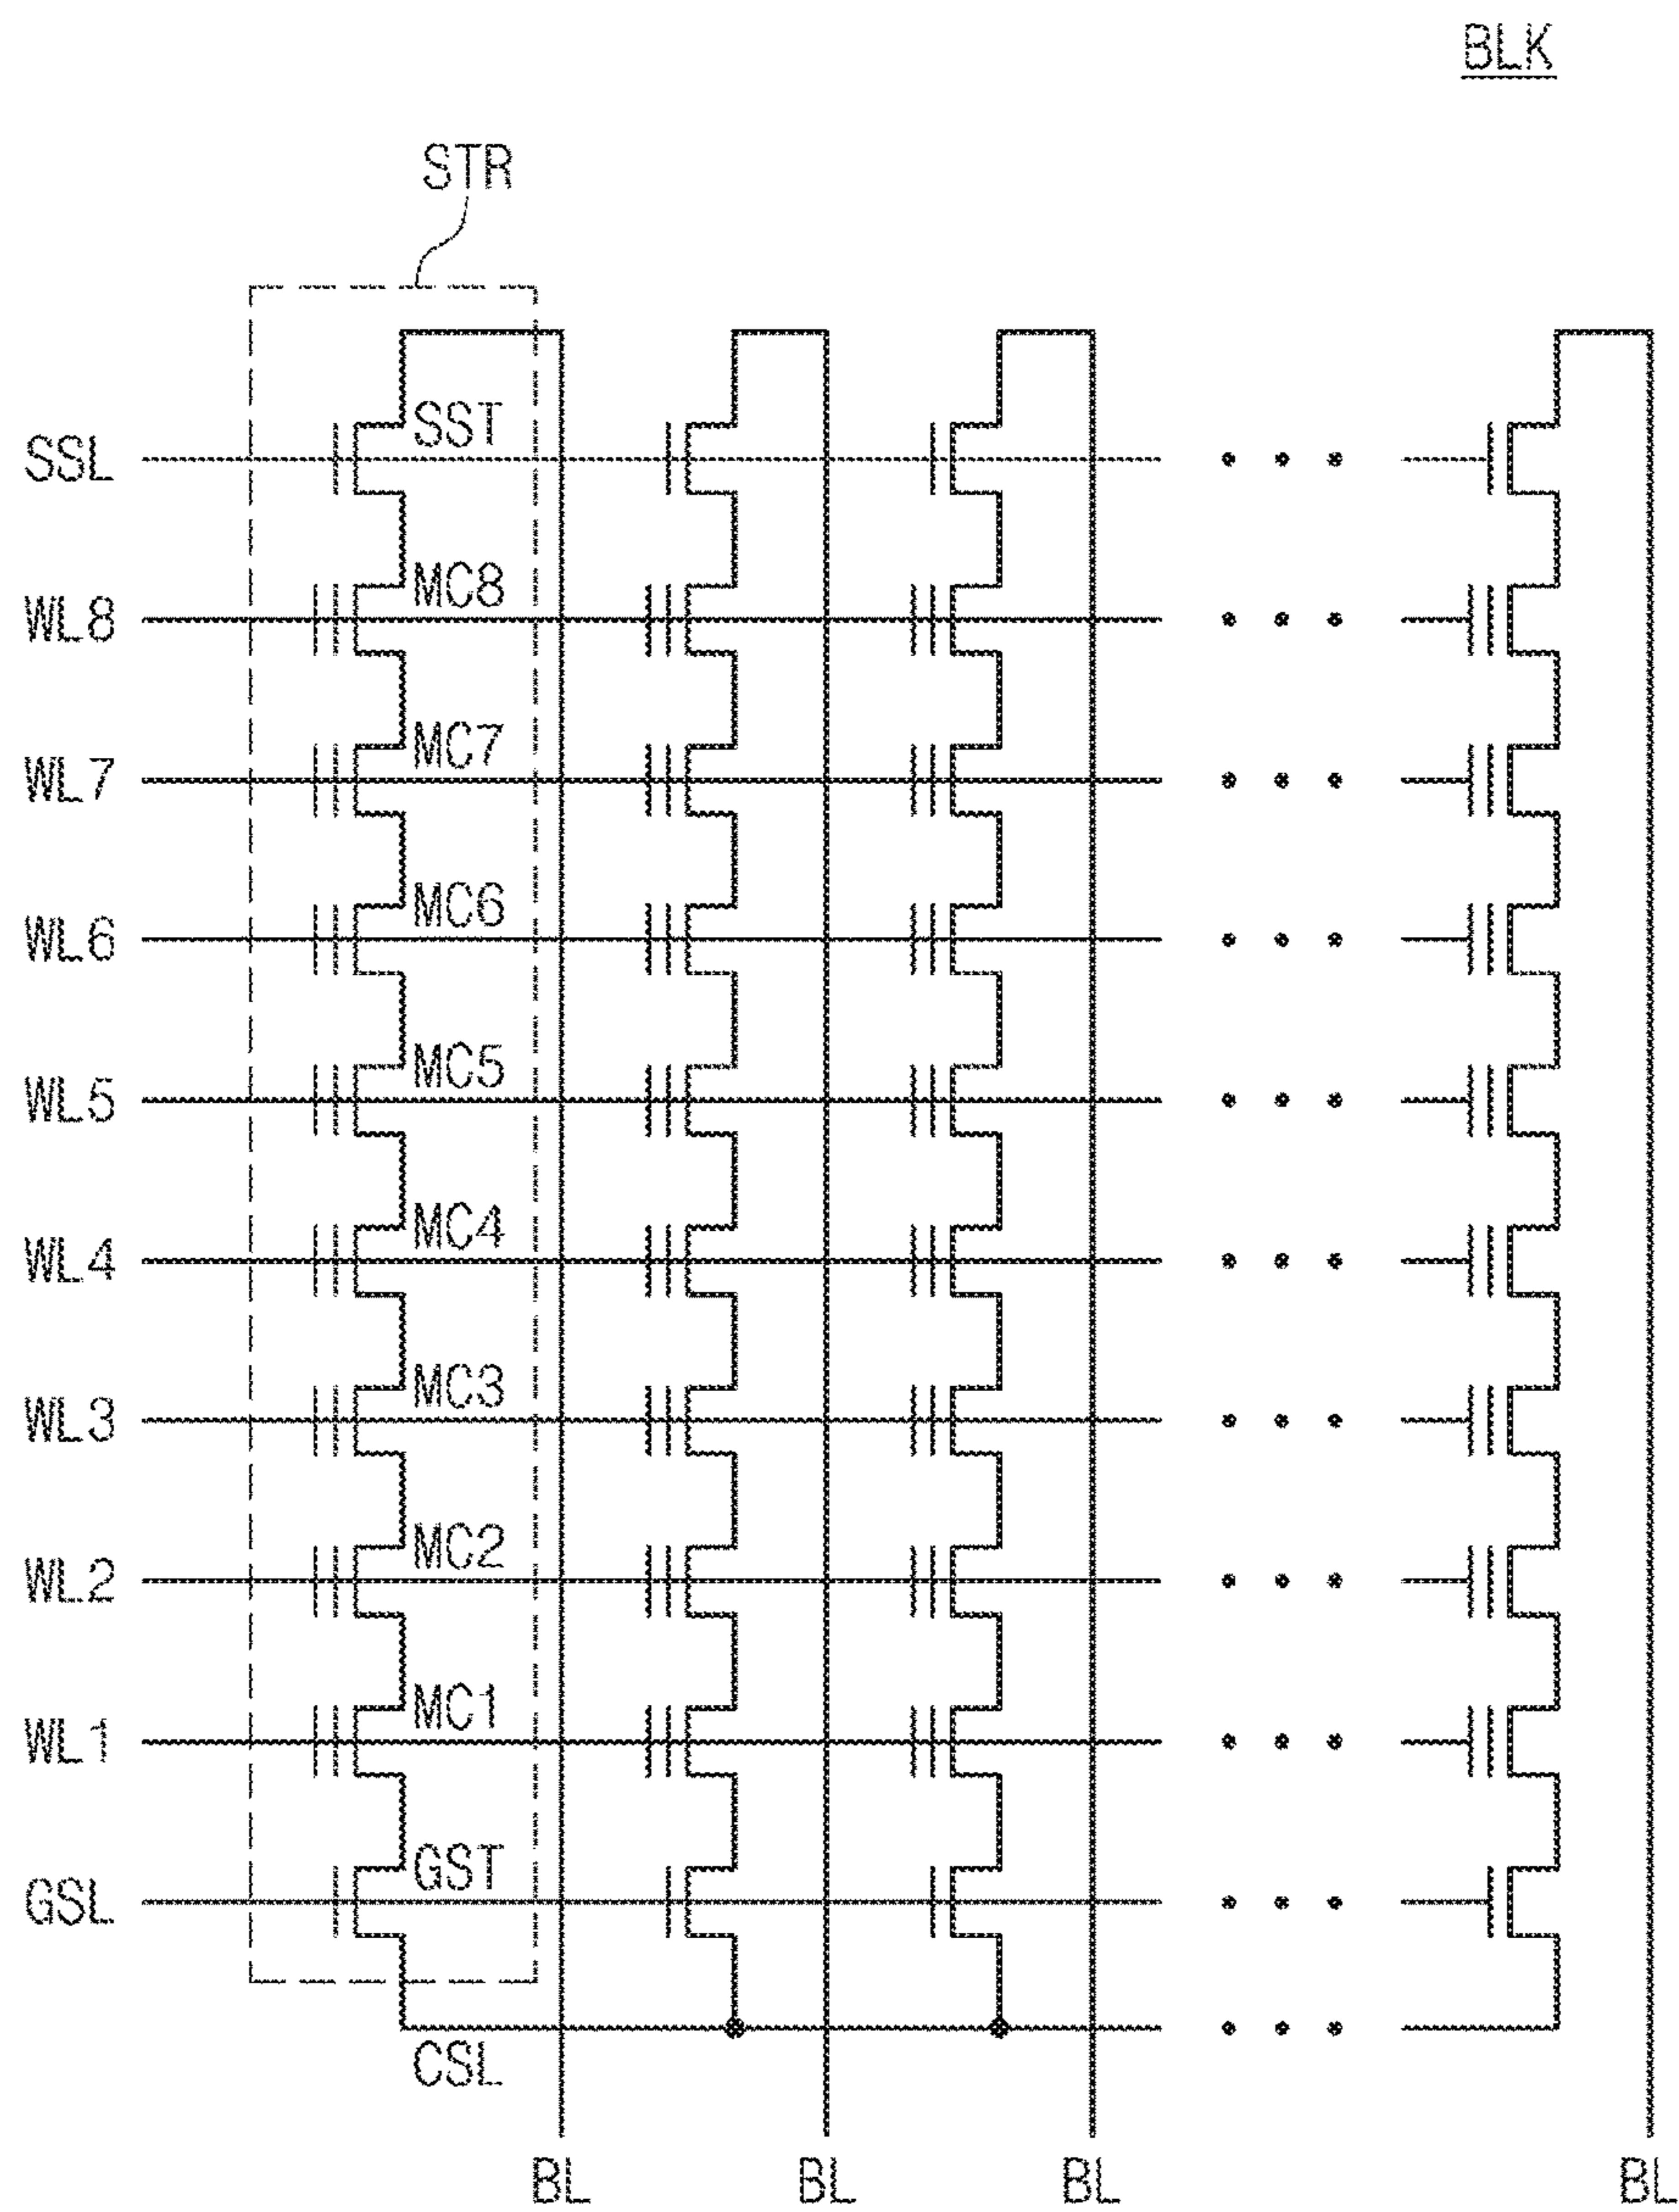 BLK
STR
SST
SSL
MC8
WL8
MC7
WL7
MC6
WL6
MC5
WL5
MC4
WL4
MC3
WL3
MC2
WL2
MC1
WL1
GST
GSL
CSL
BL BL BL BL